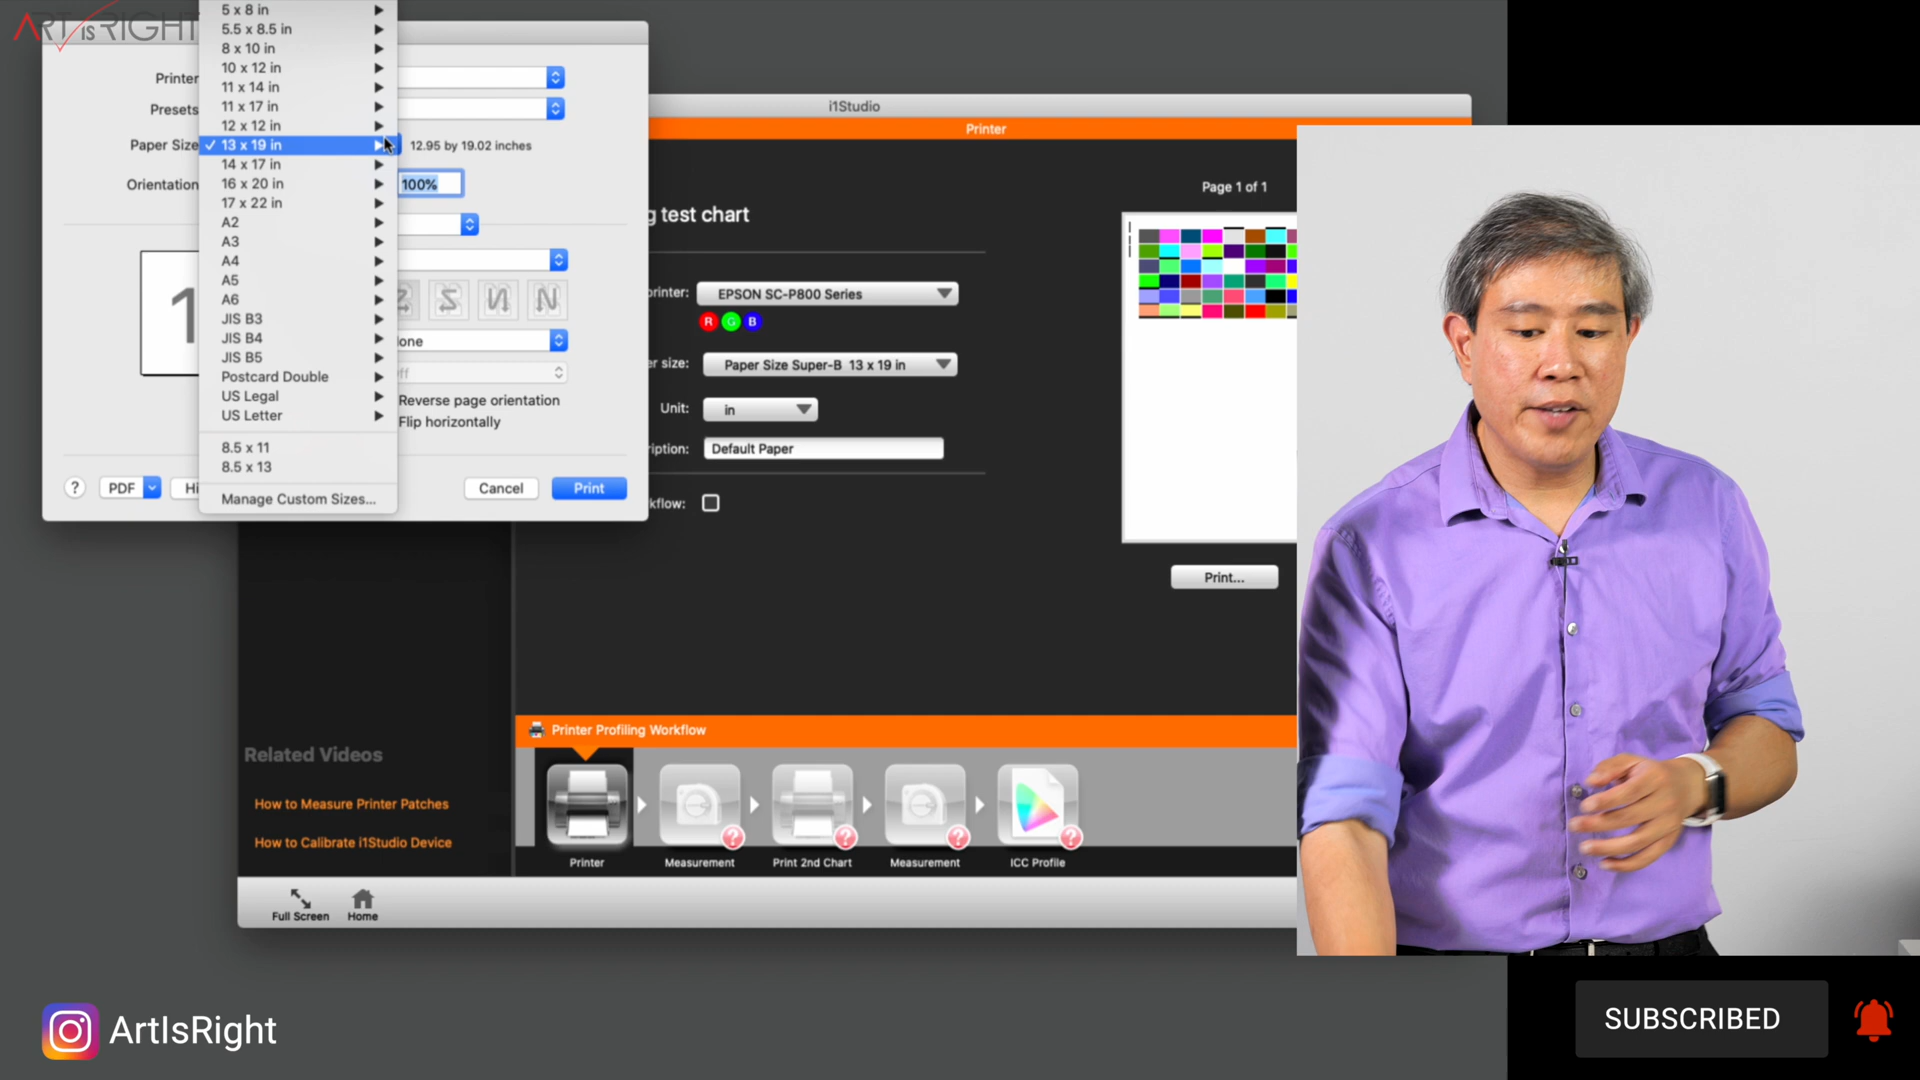 ART IS RIGHT
5 x 8 in
5.5 x 8.5 in
8 x 10 in
10 x 12 in
11 x 14 in
11 x 17 in
12 x 12 in
✓ 13 x 19 in
14 x 17 in
16 x 20 in
17 x 22 in
A2
A3
A4
A5
A6
JIS B3
JIS B4
JIS B5
Postcard Double
US Legal
US Letter
8.5 x 11
8.5 x 13
Manage Custom Sizes...
Printer
Presets
Paper Size
12.95 by 19.02 inches
Orientation
100%
1
Reverse page orientation
Flip horizontally
?
PDF
Cancel
Print
i1Studio
Printer
test chart
EPSON SC-P800 Series
R G B
size:
Paper Size Super-B 13 x 19 in
Unit:
in
Default Paper
Page 1 of 1
Print...
Printer Profiling Workflow
Printer
Measurement
?
Print 2nd Chart
?
Measurement
?
ICC Profile
?
Related Videos
How to Measure Printer Patches
How to Calibrate i1Studio Device
Full Screen
Home
ArtIsRight
SUBSCRIBED